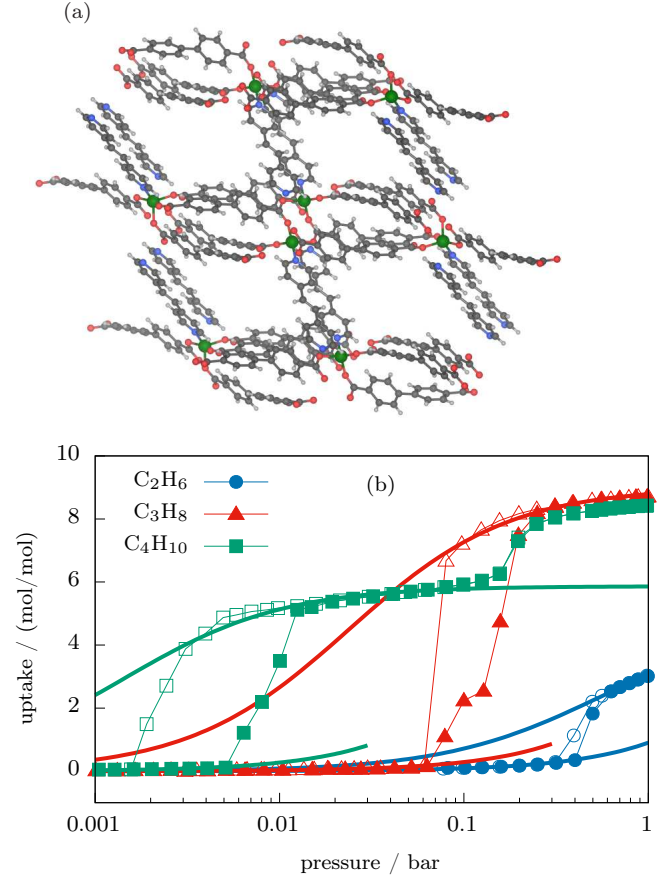 (a)
(b)
C₂H₆
C₃H₈
C₄H₁₀
uptake / (mol/mol)
10
8
6
4
2
0
0.001 0.01 0.1 1
pressure / bar